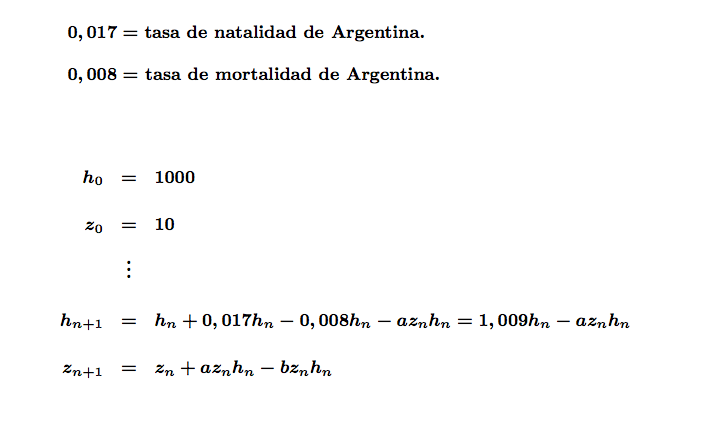 0,017 = tasa de natalidad de Argentina.
0,008 = tasa de mortalidad de Argentina.
h₀ = 1000
z₀ = 10
⋮
hₙ₊₁ = hₙ + 0,017hₙ − 0,008hₙ − azₙhₙ = 1,009hₙ − azₙhₙ
zₙ₊₁ = zₙ + azₙhₙ − bzₙhₙ